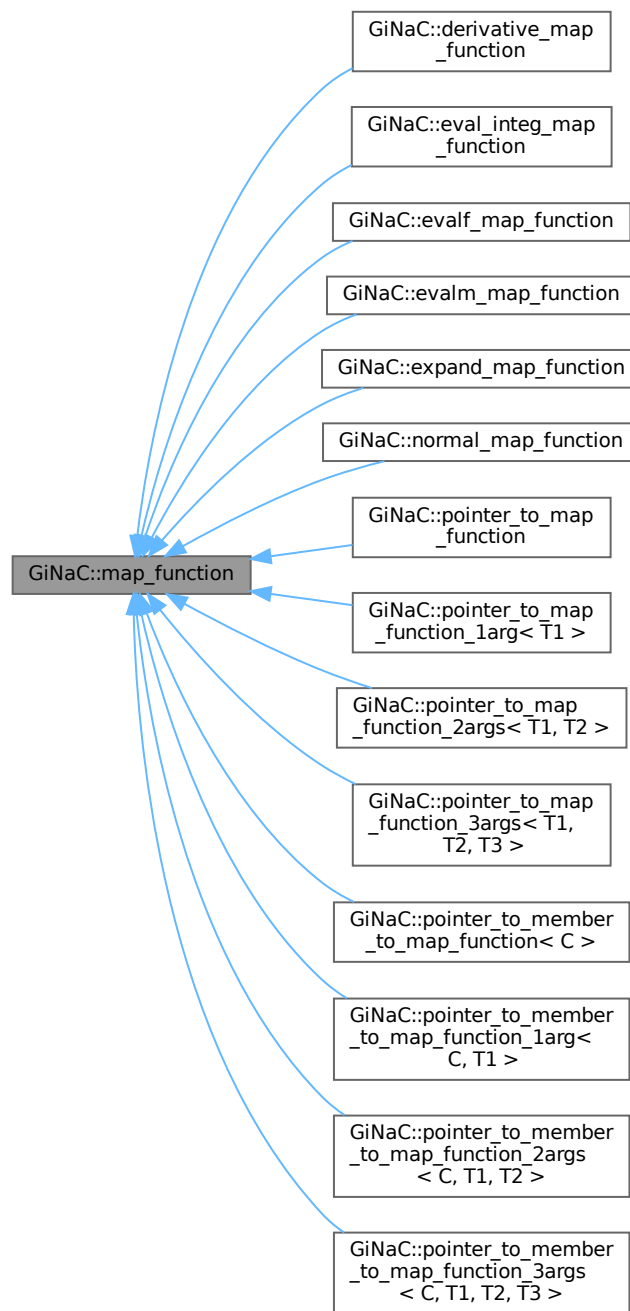 GiNaC::derivative_map
_function
GiNaC::eval_integ_map
_function
GiNaC::evalf_map_function
GiNaC::evalm_map_function
GiNaC::expand_map_function
GiNaC::normal_map_function
GiNaC::pointer_to_map
_function
GiNaC::map_function
GiNaC::pointer_to_map
_function_1arg< T1 >
GiNaC::pointer_to_map
_function_2args< T1, T2 >
GiNaC::pointer_to_map
_function_3args< T1,
T2, T3 >
GiNaC::pointer_to_member
_to_map_function< C >
GiNaC::pointer_to_member
_to_map_function_1arg<
C, T1 >
GiNaC::pointer_to_member
_to_map_function_2args
< C, T1, T2 >
GiNaC::pointer_to_member
_to_map_function_3args
< C, T1, T2, T3 >